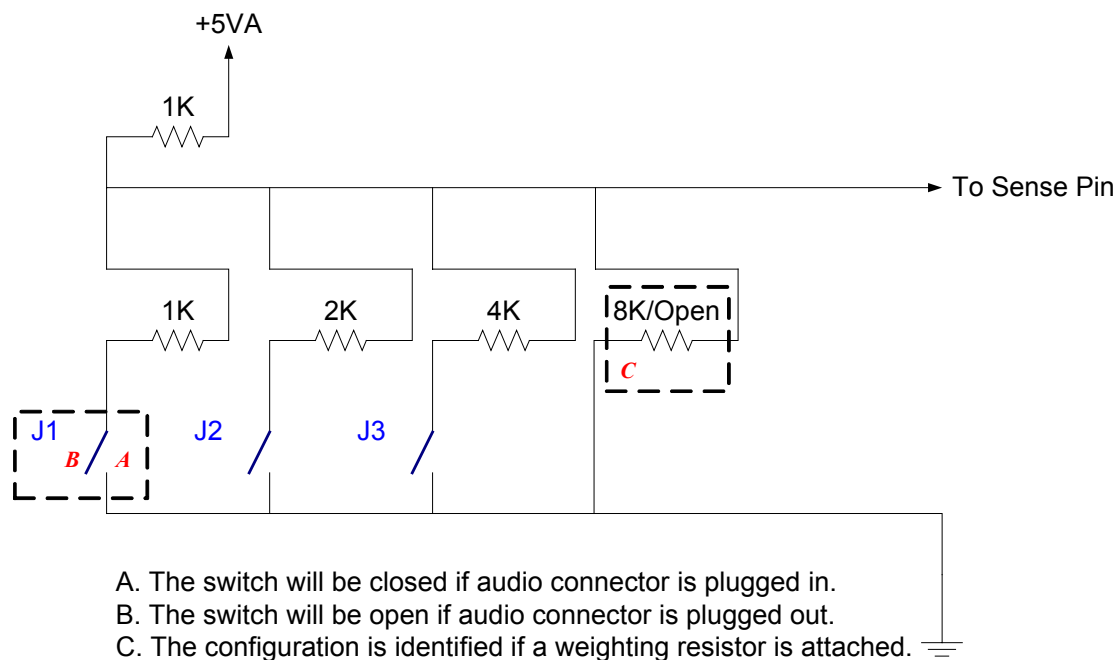 +5VA
1K
To Sense Pin
1K
2K
4K
8K/Open
C
J1
J2
J3
B
A
A. The switch will be closed if audio connector is plugged in.
B. The switch will be open if audio connector is plugged out.
C. The configuration is identified if a weighting resistor is attached.